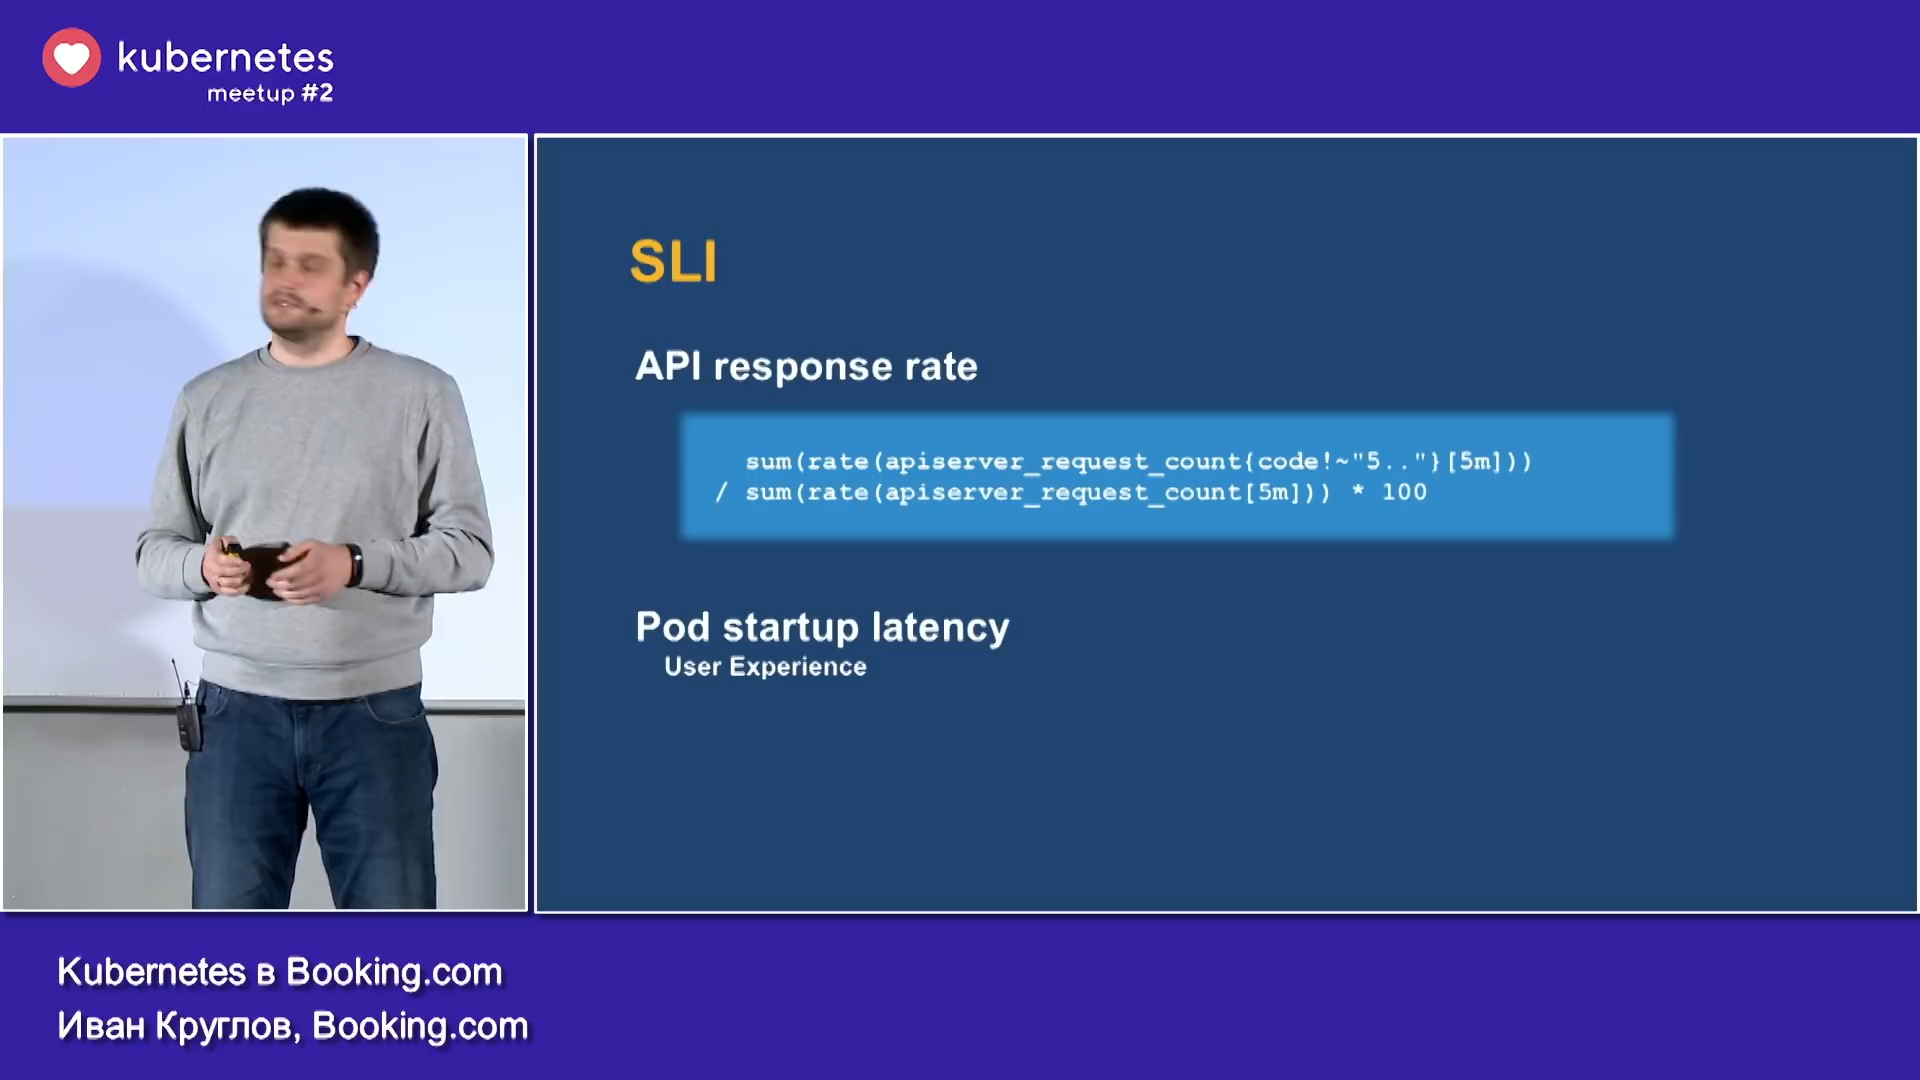 kubernetes
meetup #2
SLI
API response rate
sum(rate(apiserver_request_count{code!~"5.."}[5m]))
/ sum(rate(apiserver_request_count[5m])) * 100
Pod startup latency
User Experience
Kubernetes в Booking.com
Иван Круглов, Booking.com